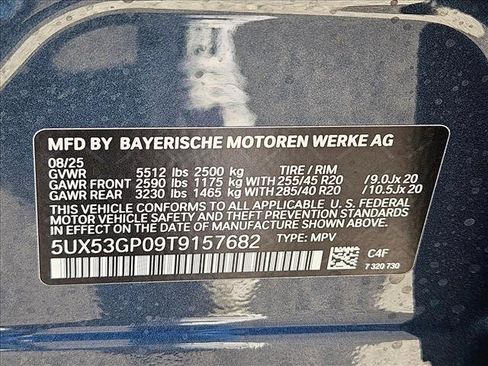 MFD BY BAYERISCHE MOTOREN WERKE AG
08/25
GVWR 5512 lbs 2500 kg TIRE / RIM
GAWR FRONT 2590 lbs 1175 kg WITH 255/45 R20 / 9.0Jx 20
GAWR REAR 3230 lbs 1465 kg WITH 285/40 R20 / 10.5Jx 20
THIS VEHICLE CONFORMS TO ALL APPLICABLE U. S. FEDERAL
MOTOR VEHICLE SAFETY, BUMPER, AND THEFT PREVENTION
STANDARDS IN EFFECT ON THE DATE OF MANUFACTURE SHOWN ABOVE.
5UX53GP09T9157682 TYPE: MPV
C4F
7 320 730